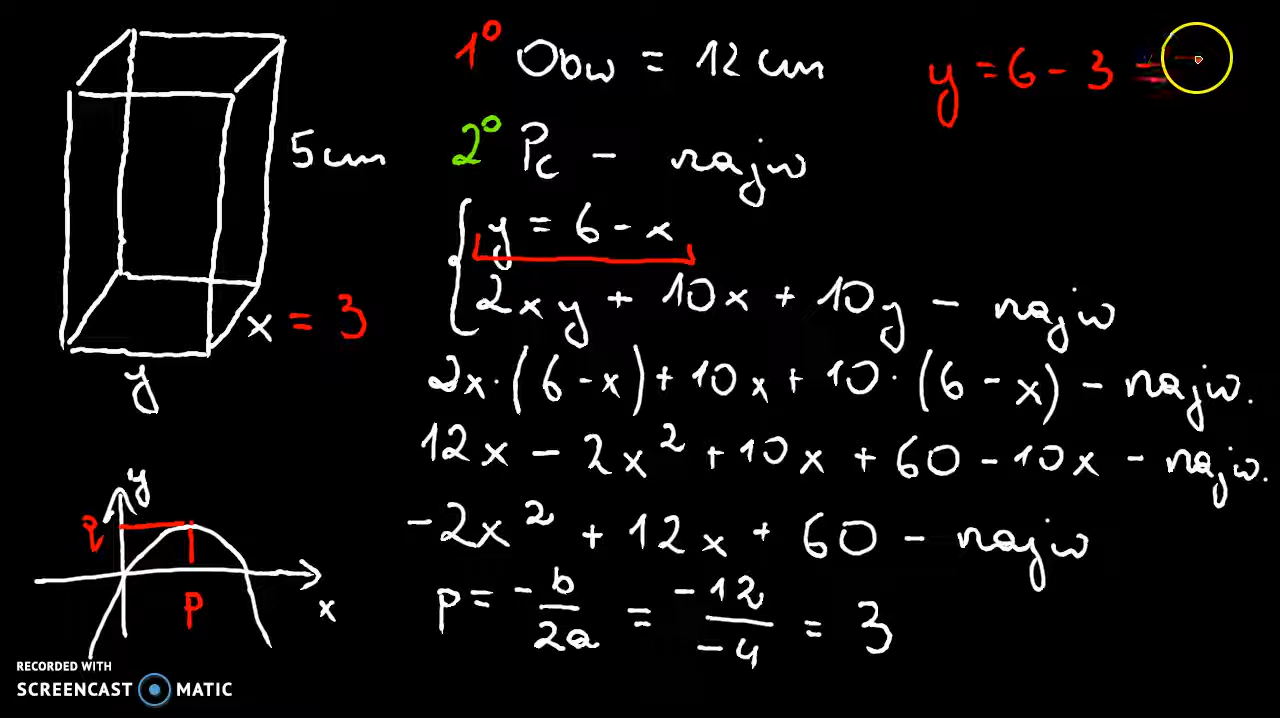 1° Obw = 12 cm
y = 6 - 3 =
5 cm
2° Pc - najw
y = 6 - x
2xy + 10x + 10y - najw
x = 3
y
2x·(6-x)+10x+10·(6-x) - najw.
12x - 2x² + 10x + 60 - 10x - najw.
-2x² + 12x + 60 - najw
p = -b/2a = -12/-4 = 3
y
q
p
x
RECORDED WITH
SCREENCAST MATIC